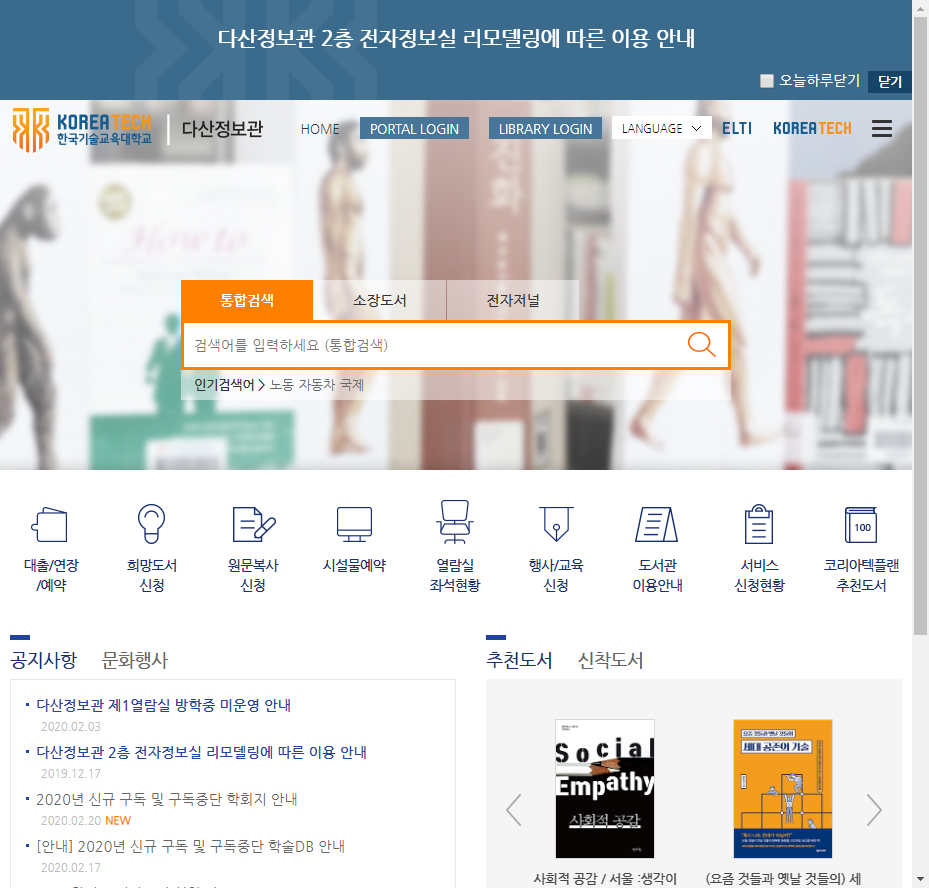 다산정보관 2층 전자정보실 리모델링에 따른 이용 안내
오늘하루닫기 닫기
KOREATECH
한국기술교육대학교
다산정보관
HOME
PORTAL LOGIN
LIBRARY LOGIN
LANGUAGE
ELTI
KOREATECH
How to
통합검색 소장도서 전자저널
검색어를 입력하세요 (통합검색)
인기검색어 > 노동 자동차 국제
대출/연장
/예약
희망도서
신청
원문복사
신청
시설물예약
열람실
좌석현황
행사/교육
신청
도서관
이용안내
서비스
신청현황
100
코리아텍플랜
추천도서
공지사항 문화행사
다산정보관 제1열람실 방학중 미운영 안내
2020.02.03
다산정보관 2층 전자정보실 리모델링에 따른 이용 안내
2019.12.17
2020년 신규 구독 및 구독중단 학회지 안내
2020.02.20 NEW
[안내] 2020년 신규 구독 및 구독중단 학술DB 안내
2020.02.17
추천도서 신착도서
Social
Empathy
사회적 공감
요즘 것들과 옛날 것들의
세대 공존의 기술
사회적 공감 / 서울 :생각이
(요즘 것들과 옛날 것들의) 세